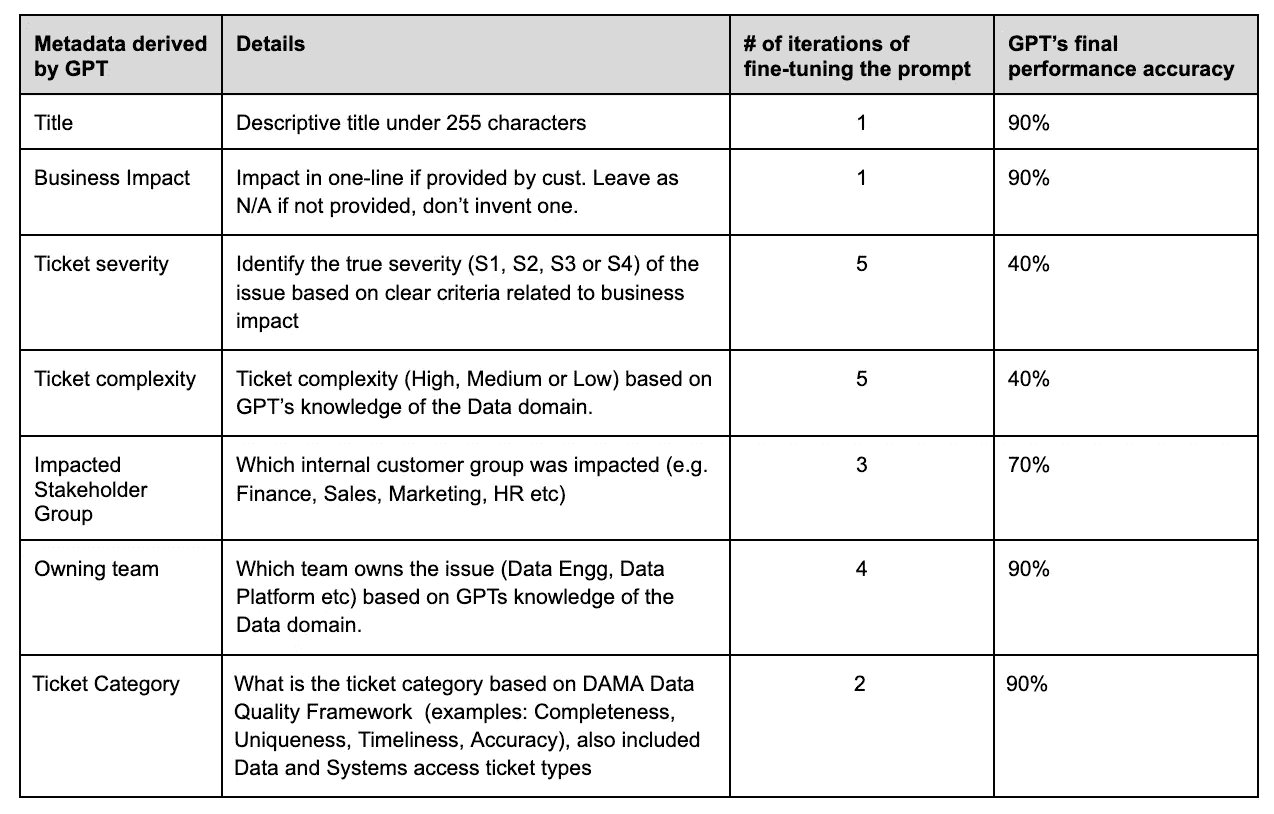 Metadata derived by GPT
Details
# of iterations of fine-tuning the prompt
GPT’s final performance accuracy
Title
Descriptive title under 255 characters
1
90%
Business Impact
Impact in one-line if provided by cust. Leave as
N/A if not provided, don’t invent one.
1
90%
Ticket severity
Identify the true severity (S1, S2, S3 or S4) of the
issue based on clear criteria related to business
impact
5
40%
Ticket complexity
Ticket complexity (High, Medium or Low) based on
GPT’s knowledge of the Data domain.
5
40%
Impacted
Stakeholder
Group
Which internal customer group was impacted (e.g.
Finance, Sales, Marketing, HR etc)
3
70%
Owning team
Which team owns the issue (Data Engg, Data
Platform etc) based on GPTs knowledge of the
Data domain.
4
90%
Ticket Category
What is the ticket category based on DAMA Data
Quality Framework  (examples: Completeness,
Uniqueness, Timeliness, Accuracy), also included
Data and Systems access ticket types
2
90%